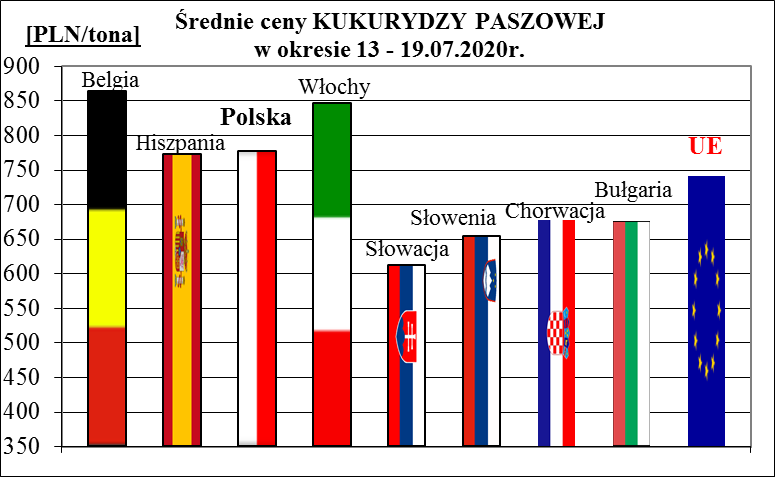 Średnie ceny KUKURYDZY PASZOWEJ
w okresie 13 - 19.07.2020r.
[PLN/tona]
900
850
800
750
700
650
600
550
500
450
400
350
Belgia
Hiszpania
Polska
Włochy
Słowacja
Słowenia
Chorwacja
Bułgaria
UE